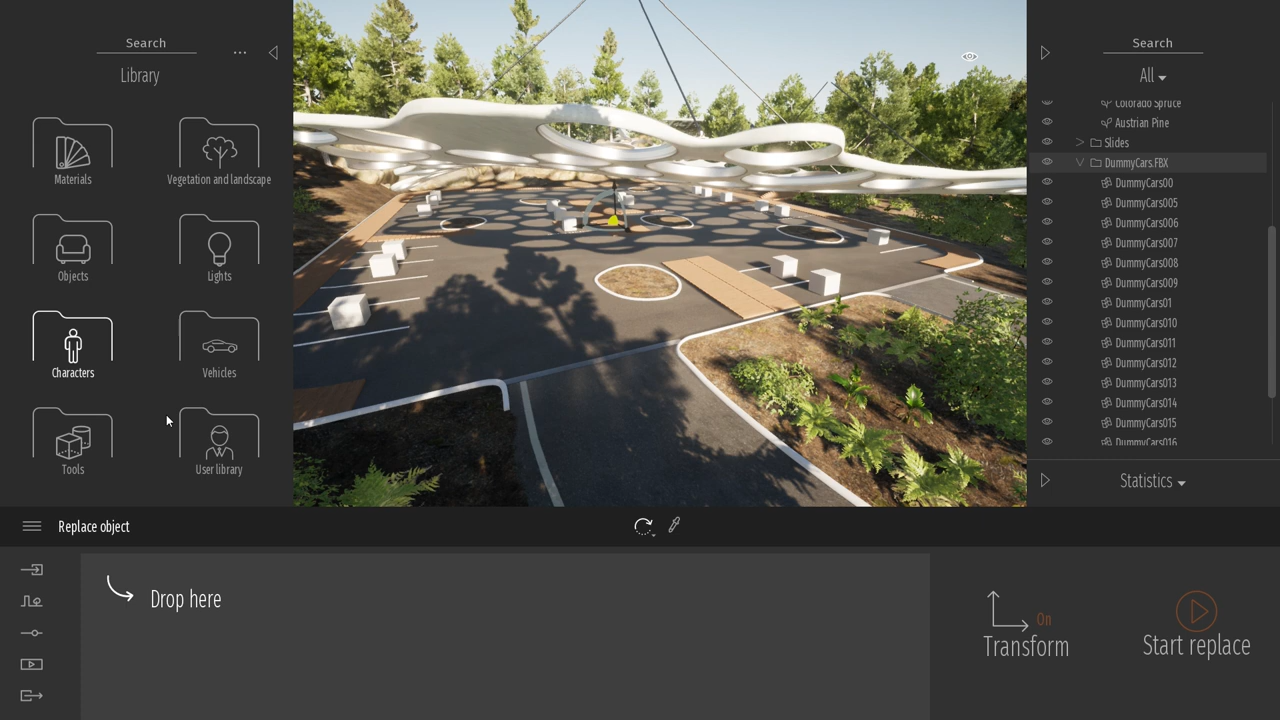 Search
...
Library
Materials
Vegetation and landscape
Objects
Lights
Characters
Vehicles
Tools
User library
Search
All
Colorado Spruce
Austrian Pine
Slides
DummyCars.FBX
DummyCars00
DummyCars005
DummyCars006
DummyCars007
DummyCars008
DummyCars009
DummyCars01
DummyCars010
DummyCars011
DummyCars012
DummyCars013
DummyCars014
DummyCars015
DummyCars016
Statistics
Replace object
Drop here
On
Transform
Start replace